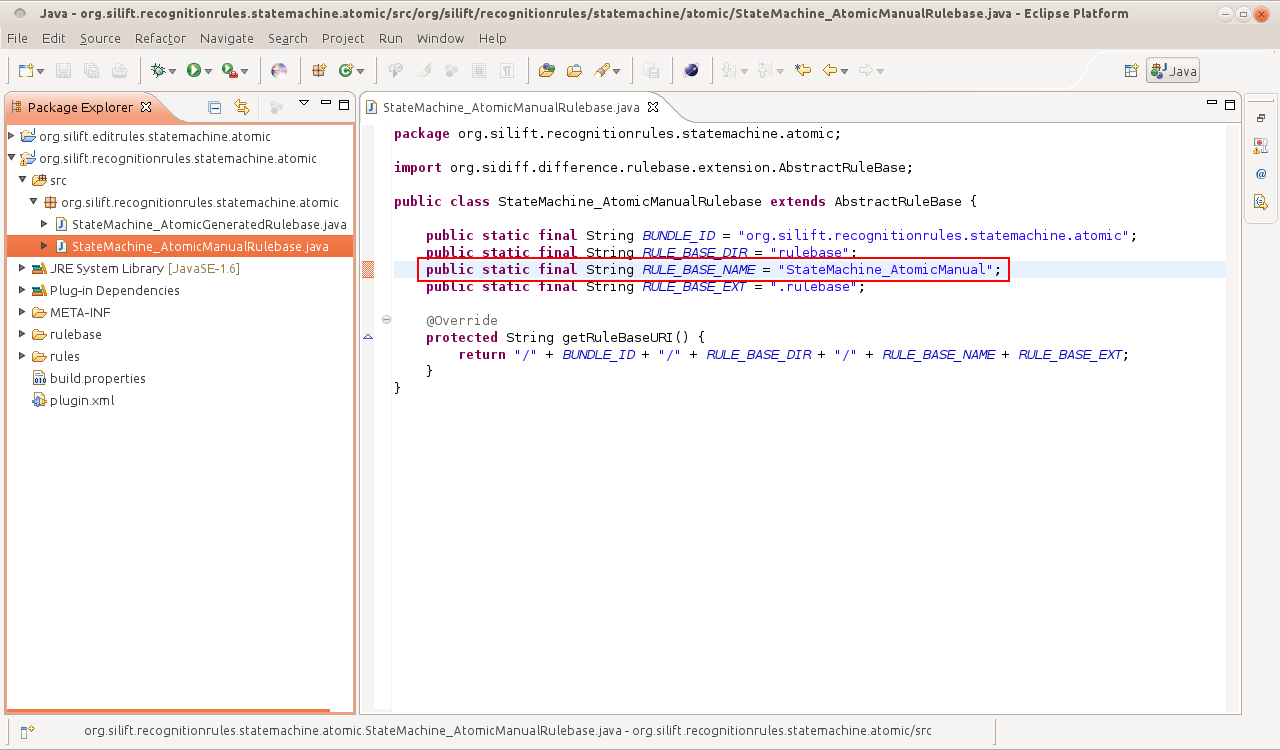 Java - org.silift.recognitionrules.statemachine.atomic/src/org/silift/recognitionrules/statemachine/atomic/StateMachine_AtomicManualRulebase.java - Eclipse Platform
File Edit Source Refactor Navigate Search Project Run Window Help
Java
Package Explorer
org.silift.editrules.statemachine.atomic
org.silift.recognitionrules.statemachine.atomic
src
org.silift.recognitionrules.statemachine.atomic
StateMachine_AtomicGeneratedRulebase.java
StateMachine_AtomicManualRulebase.java
JRE System Library [JavaSE-1.6]
Plug-in Dependencies
META-INF
rulebase
rules
build.properties
plugin.xml
StateMachine_AtomicManualRulebase.java
package org.silift.recognitionrules.statemachine.atomic;
import org.sidiff.difference.rulebase.extension.AbstractRuleBase;
public class StateMachine_AtomicManualRulebase extends AbstractRuleBase {
public static final String BUNDLE_ID = "org.silift.recognitionrules.statemachine.atomic";
public static final String RULE_BASE_DIR = "rulebase";
public static final String RULE_BASE_NAME = "StateMachine_AtomicManual";
public static final String RULE_BASE_EXT = ".rulebase";
@Override
protected String getRuleBaseURI() {
return "/" + BUNDLE_ID + "/" + RULE_BASE_DIR + "/" + RULE_BASE_NAME + RULE_BASE_EXT;
}
}
org.silift.recognitionrules.statemachine.atomic.StateMachine_AtomicManualRulebase.java - org.silift.recognitionrules.statemachine.atomic/src